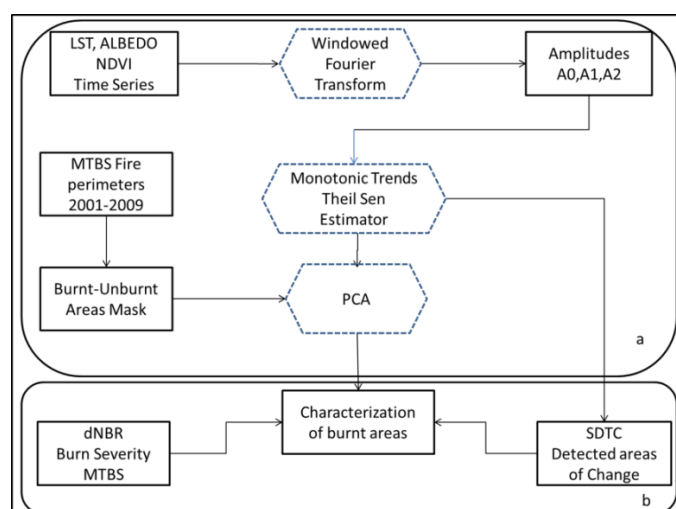 LST, ALBEDO
NDVI
Time Series
Windowed
Fourier
Transform
Amplitudes
A0,A1,A2
MTBS Fire
perimeters
2001-2009
Monotonic Trends
Theil Sen
Estimator
Burnt-Unburnt
Areas Mask
PCA
a
dNBR
Burn Severity
MTBS
Characterization
of burnt areas
SDTC
Detected areas
of Change
b